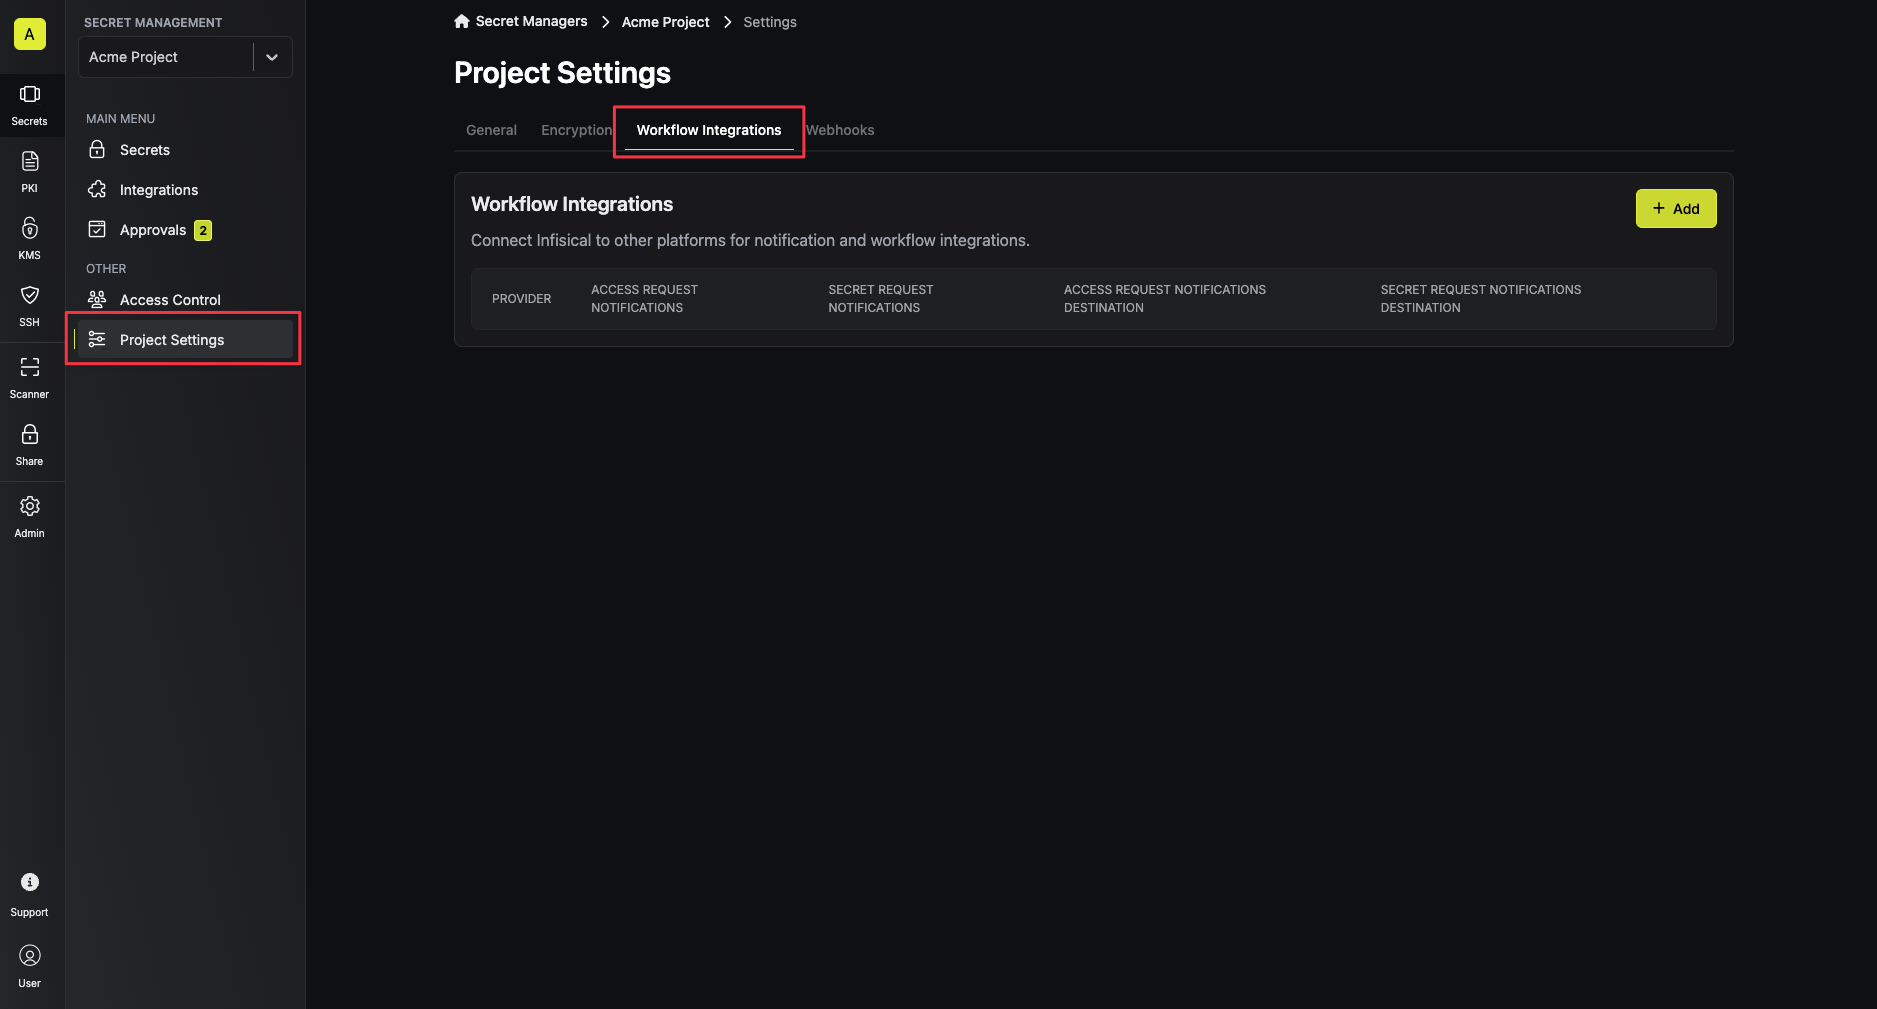 A
Secrets
PKI
KMS
SSH
Scanner
Share
Admin
Support
User
SECRET MANAGEMENT
Acme Project
MAIN MENU
Secrets
Integrations
Approvals 2
OTHER
Access Control
Project Settings
Secret Managers > Acme Project > Settings
Project Settings
General Encryption Workflow Integrations Webhooks
Workflow Integrations
+ Add
Connect Infisical to other platforms for notification and workflow integrations.
PROVIDER
ACCESS REQUEST
NOTIFICATIONS
SECRET REQUEST
NOTIFICATIONS
ACCESS REQUEST NOTIFICATIONS
DESTINATION
SECRET REQUEST NOTIFICATIONS
DESTINATION